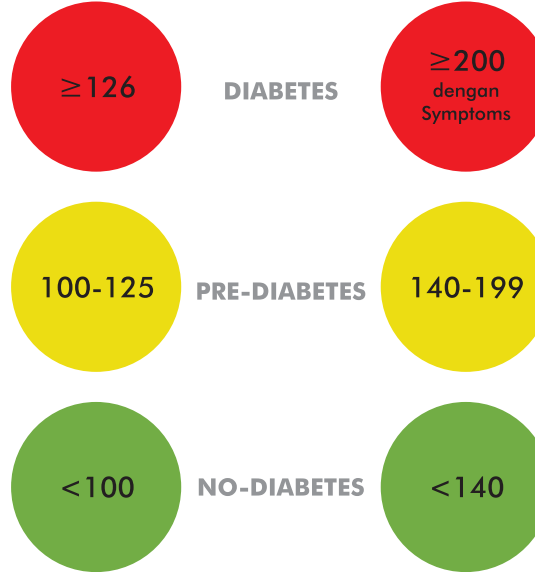 ≥126
DIABETES
≥200
dengan
Symptoms
100-125
PRE-DIABETES
140-199
<100
NO-DIABETES
<140